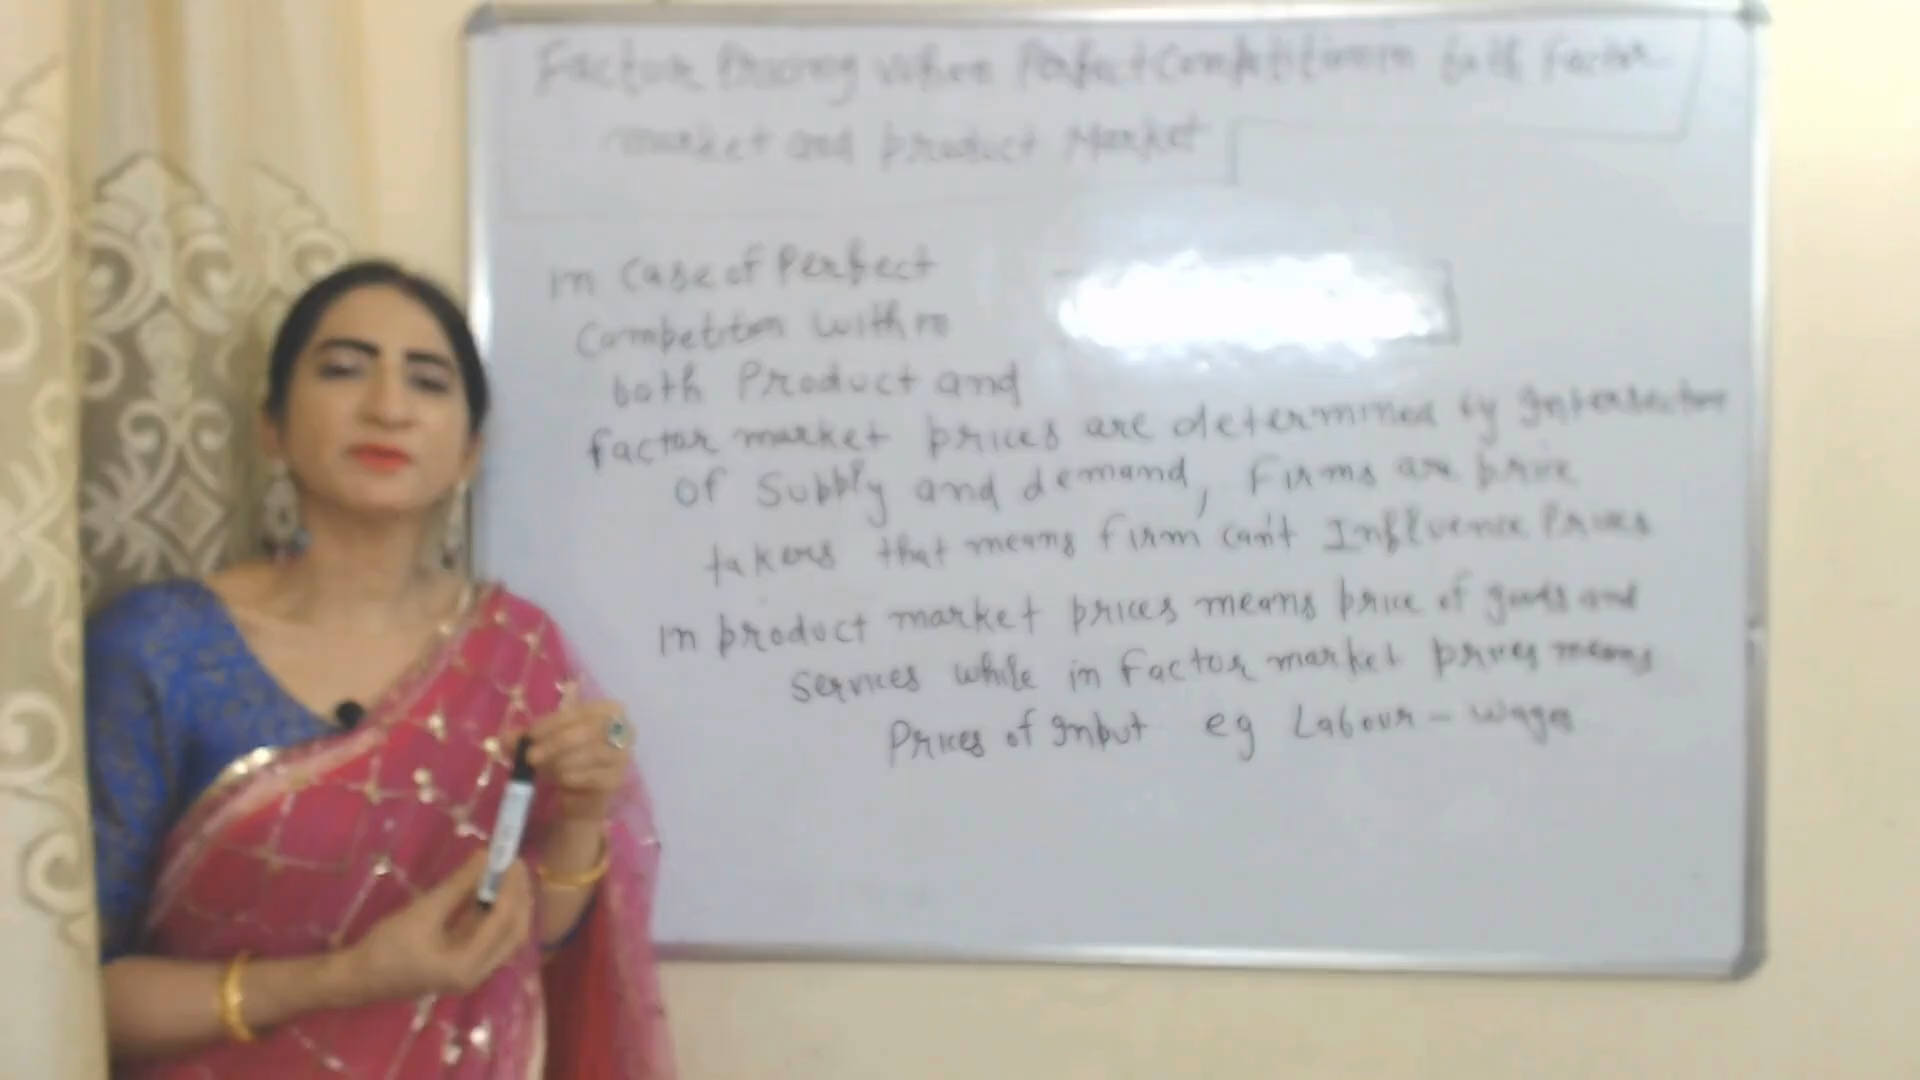 Factor Pricing when Perfect Competition in both Factor
market and product Market
in Case of Perfect
Competition with in
both Product and
factor market prices are determined by Intersection
of Supply and demand, Firms are price
takers that means firm can't Influence Prices
in product market prices means price of goods and
services while in factor market prices means
Prices of Input eg Labour - wages